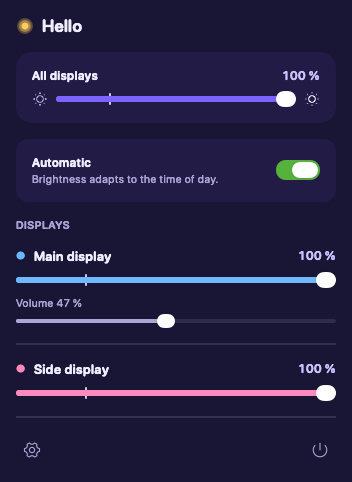 Hello
All displays 100 %
Automatic
Brightness adapts to the time of day.
DISPLAYS
Main display 100 %
Volume 47 %
Side display 100 %